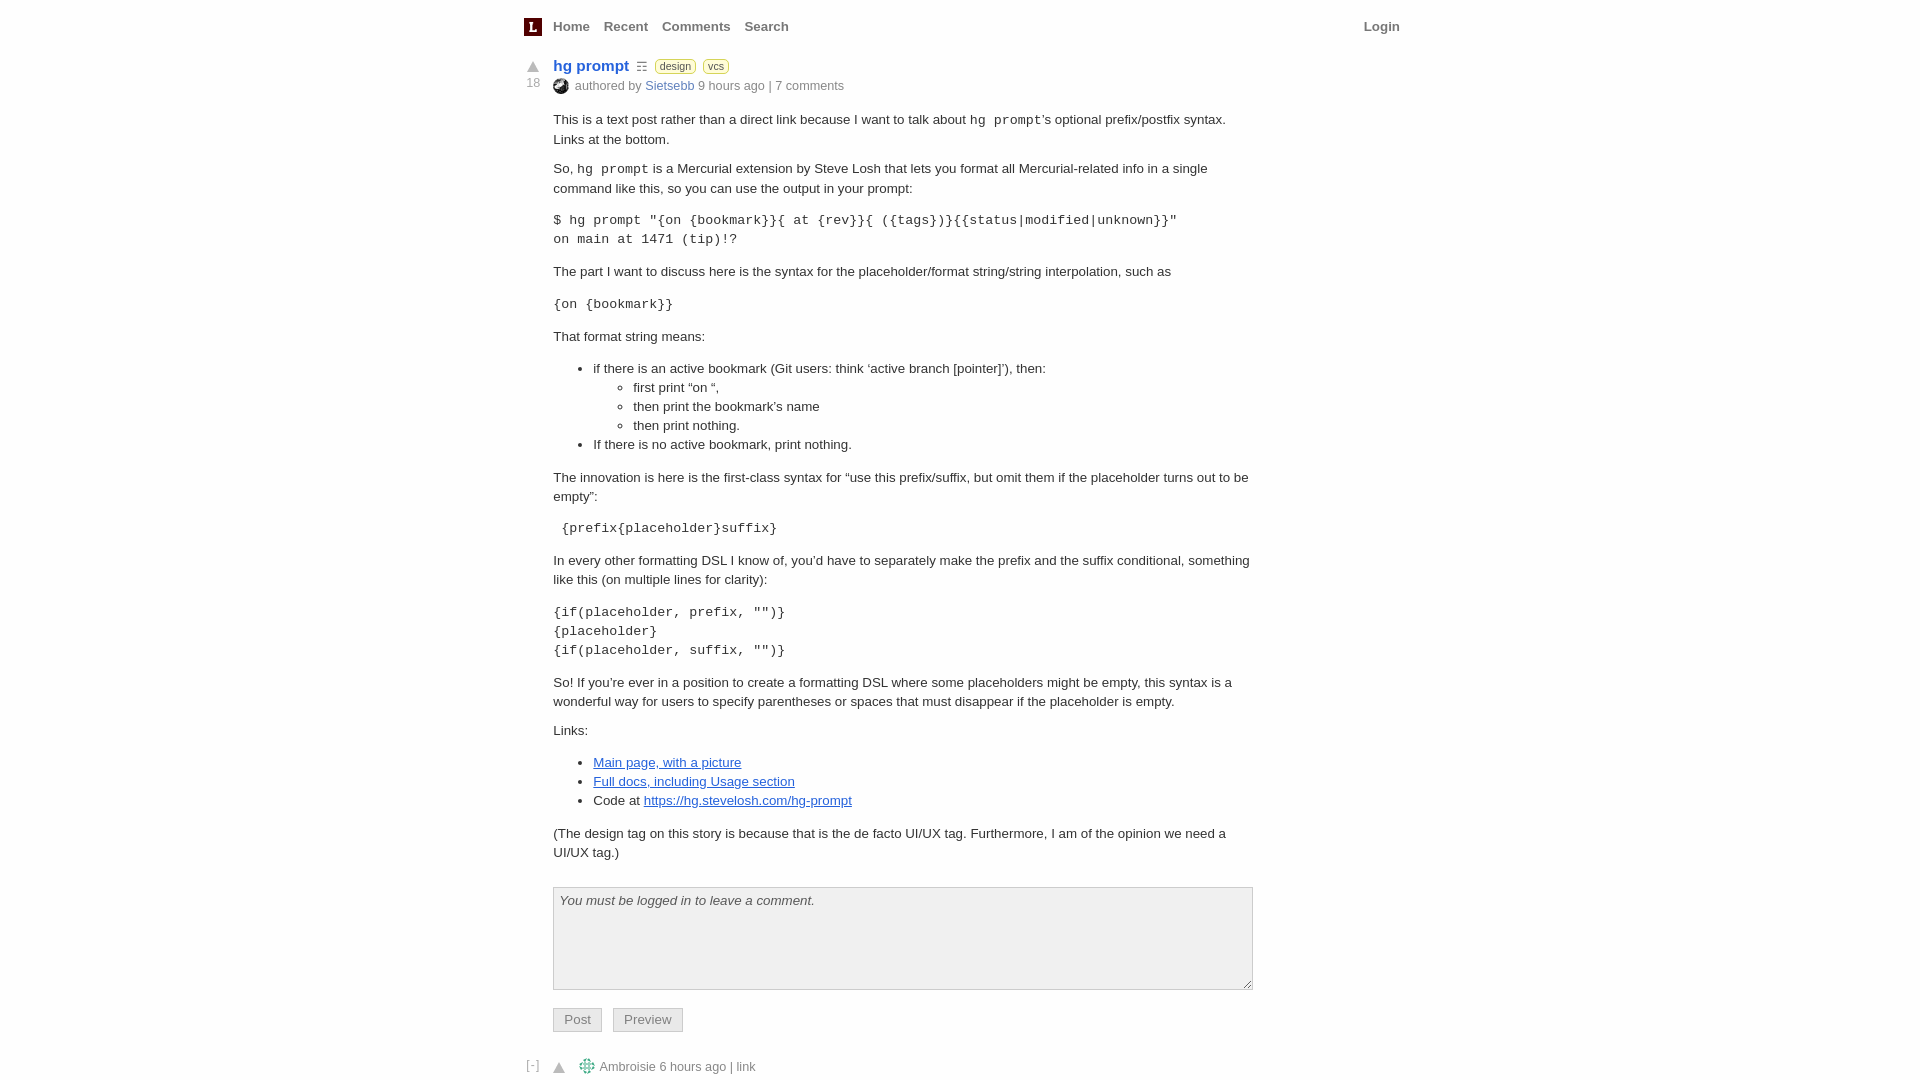 L Home Recent Comments Search Login
hg prompt ☶ design vcs
18
authored by Sietsebb 9 hours ago | 7 comments
This is a text post rather than a direct link because I want to talk about hg prompt’s optional prefix/postfix syntax.
Links at the bottom.
So, hg prompt is a Mercurial extension by Steve Losh that lets you format all Mercurial-related info in a single
command like this, so you can use the output in your prompt:
$ hg prompt "{on {bookmark}}{ at {rev}}{ ({tags})}{{status|modified|unknown}}"
on main at 1471 (tip)!?
The part I want to discuss here is the syntax for the placeholder/format string/string interpolation, such as
{on {bookmark}}
That format string means:
• if there is an active bookmark (Git users: think ‘active branch [pointer]’), then:
◦ first print “on “,
◦ then print the bookmark’s name
◦ then print nothing.
• If there is no active bookmark, print nothing.
The innovation is here is the first-class syntax for “use this prefix/suffix, but omit them if the placeholder turns out to be
empty”:
{prefix{placeholder}suffix}
In every other formatting DSL I know of, you’d have to separately make the prefix and the suffix conditional, something
like this (on multiple lines for clarity):
{if(placeholder, prefix, "")}
{placeholder}
{if(placeholder, suffix, "")}
So! If you’re ever in a position to create a formatting DSL where some placeholders might be empty, this syntax is a
wonderful way for users to specify parentheses or spaces that must disappear if the placeholder is empty.
Links:
• Main page, with a picture
• Full docs, including Usage section
• Code at https://hg.stevelosh.com/hg-prompt
(The design tag on this story is because that is the de facto UI/UX tag. Furthermore, I am of the opinion we need a
UI/UX tag.)
You must be logged in to leave a comment.
Post Preview
[-] Ambroisie 6 hours ago | link